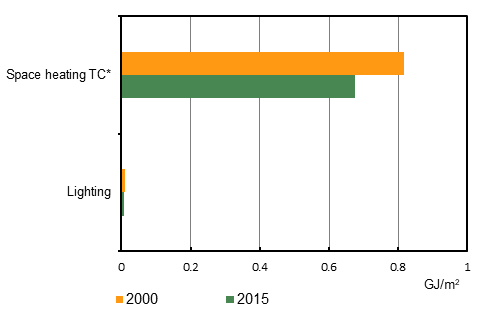 Space heating TC*
Lighting
0 0.2 0.4 0.6 0.8 1
GJ/m²
2000 2015